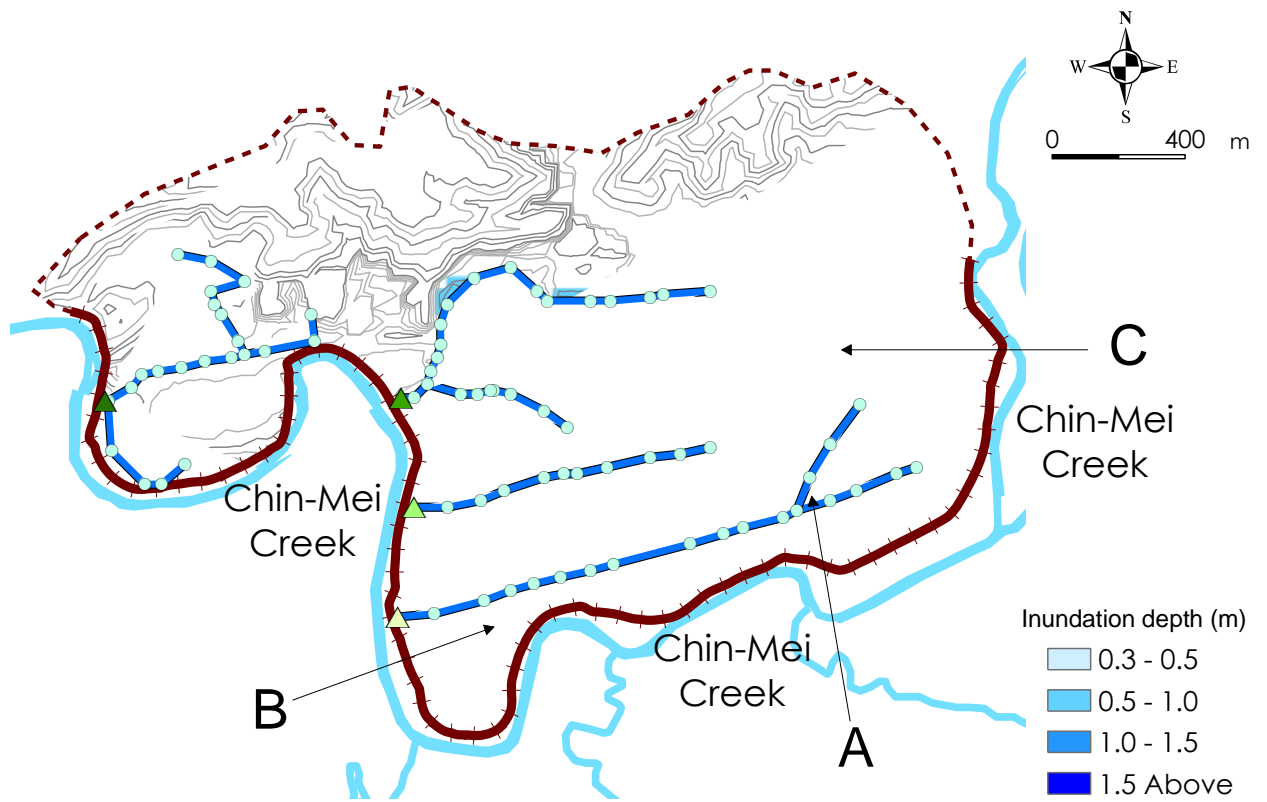 N
W
E
S
0
400
m
C
Chin-Mei
Creek
Chin-Mei
Creek
Chin-Mei
Creek
B
A
Inundation depth (m)
0.3 - 0.5
0.5 - 1.0
1.0 - 1.5
1.5 Above